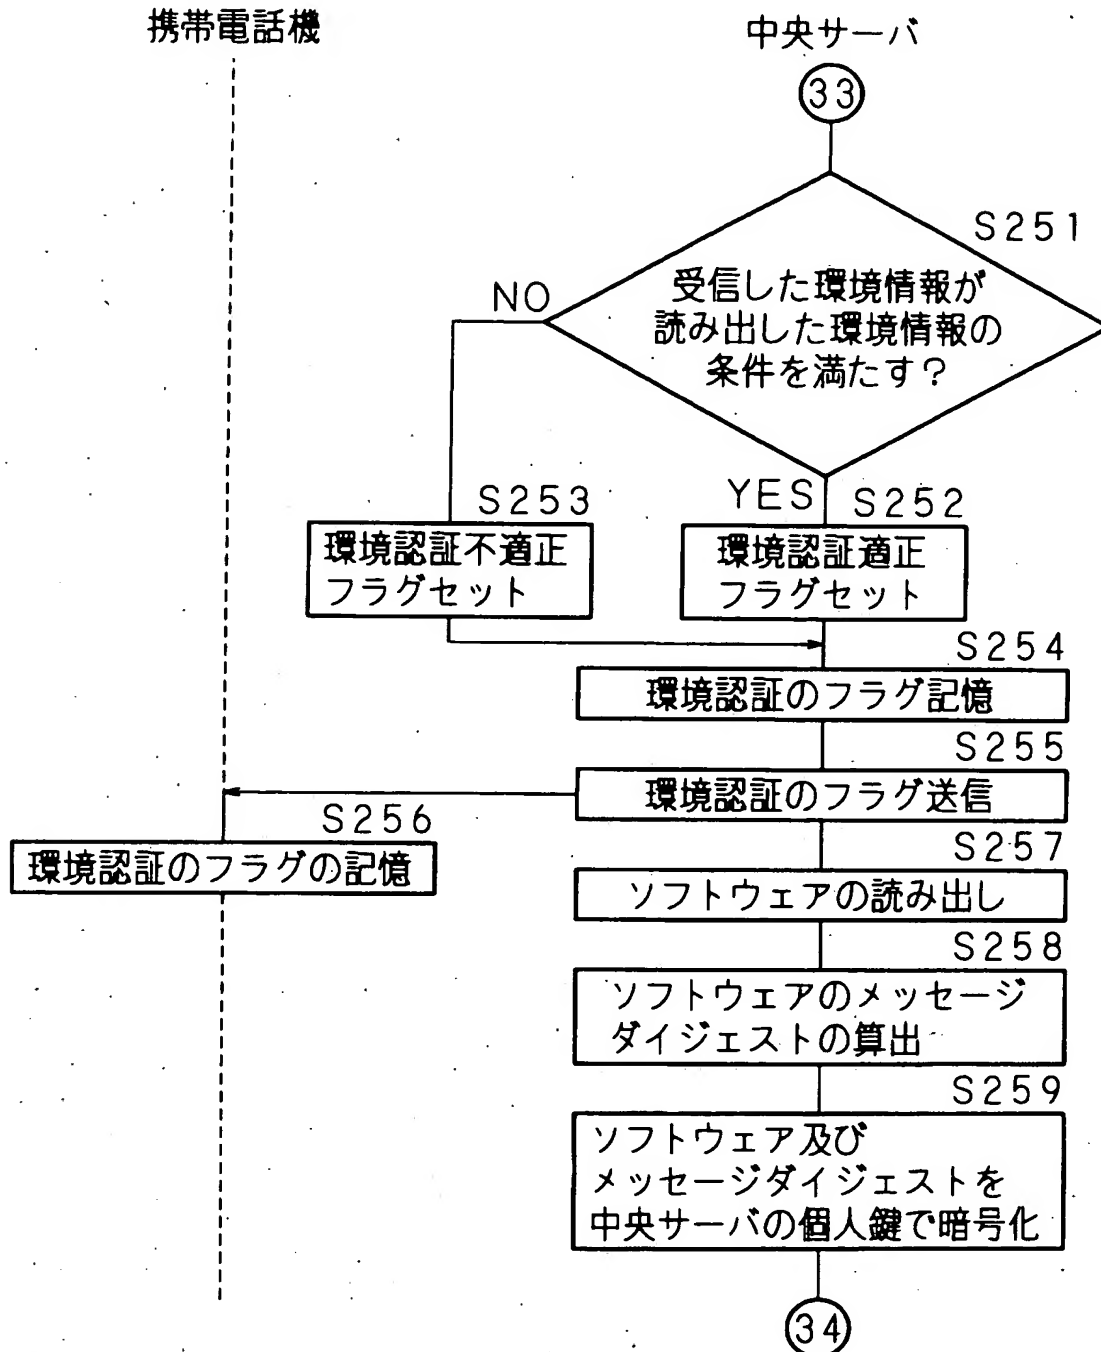 携帯電話機
中央サーバ
33
S251
受信した環境情報が
読み出した環境情報の
条件を満たす?
NO
YES
S253
環境認証不適正
フラグセット
S252
環境認証適正
フラグセット
S254
環境認証のフラグ記憶
S255
環境認証のフラグ送信
S256
環境認証のフラグの記憶
S257
ソフトウェアの読み出し
S258
ソフトウェアのメッセージ
ダイジェストの算出
S259
ソフトウェア及び
メッセージダイジェストを
中央サーバの個人鍵で暗号化
34